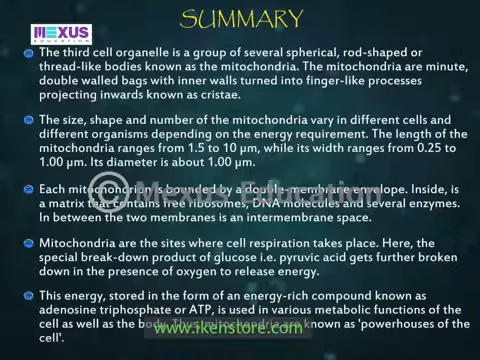 SUMMARY
MEXUS
EDUCATION
The third cell organelle is a group of several spherical, rod-shaped or
thread-like bodies known as the mitochondria. The mitochondria are minute,
double walled bags with inner walls turned into finger-like processes
projecting inwards known as cristae.
The size, shape and number of the mitochondria vary in different cells and
different organisms depending on the energy requirement. The length of the
mitochondria ranges from 1.5 to 10 µm, while its width ranges from 0.25 to
1.00 µm. Its diameter is about 1.00 µm.
Each mitochondrion is bounded by a double-membrane envelope. Inside, is
a matrix that contains free ribosomes, DNA molecules and several enzymes.
In between the two membranes is an intermembrane space.
© Mexus Education
Mitochondria are the sites where cell respiration takes place. Here, the
special break-down product of glucose i.e. pyruvic acid gets further broken
down in the presence of oxygen to release energy.
This energy, stored in the form of an energy-rich compound known as
adenosine triphosphate or ATP, is used in various metabolic functions of the
cell as well as the body. Thus mitochondria are known as 'powerhouses of the
cell'.
www.ikenstore.com